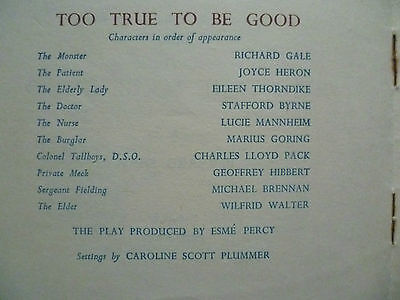 TOO TRUE TO BE GOOD
Characters in order of appearance
The Monster RICHARD GALE
The Patient JOYCE HERON
The Elderly Lady EILEEN THORNDIKE
The Doctor STAFFORD BYRNE
The Nurse LUCIE MANNHEIM
The Burglar MARIUS GORING
Colonel Tallboys, D.S.O. CHARLES LLOYD PACK
Private Meek GEOFFREY HIBBERT
Sergeant Fielding MICHAEL BRENNAN
The Elder WILFRID WALTER
THE PLAY PRODUCED BY ESMÉ PERCY
Settings by CAROLINE SCOTT PLUMMER